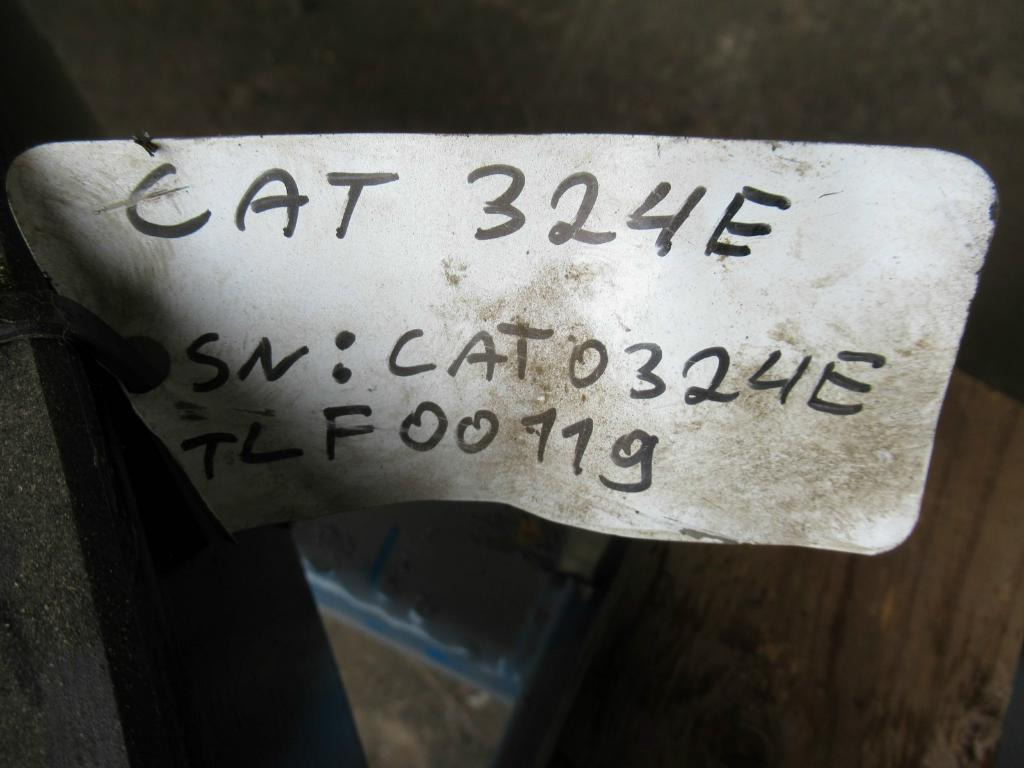 CAT 324E
SN: CAT0324E
TLF00119